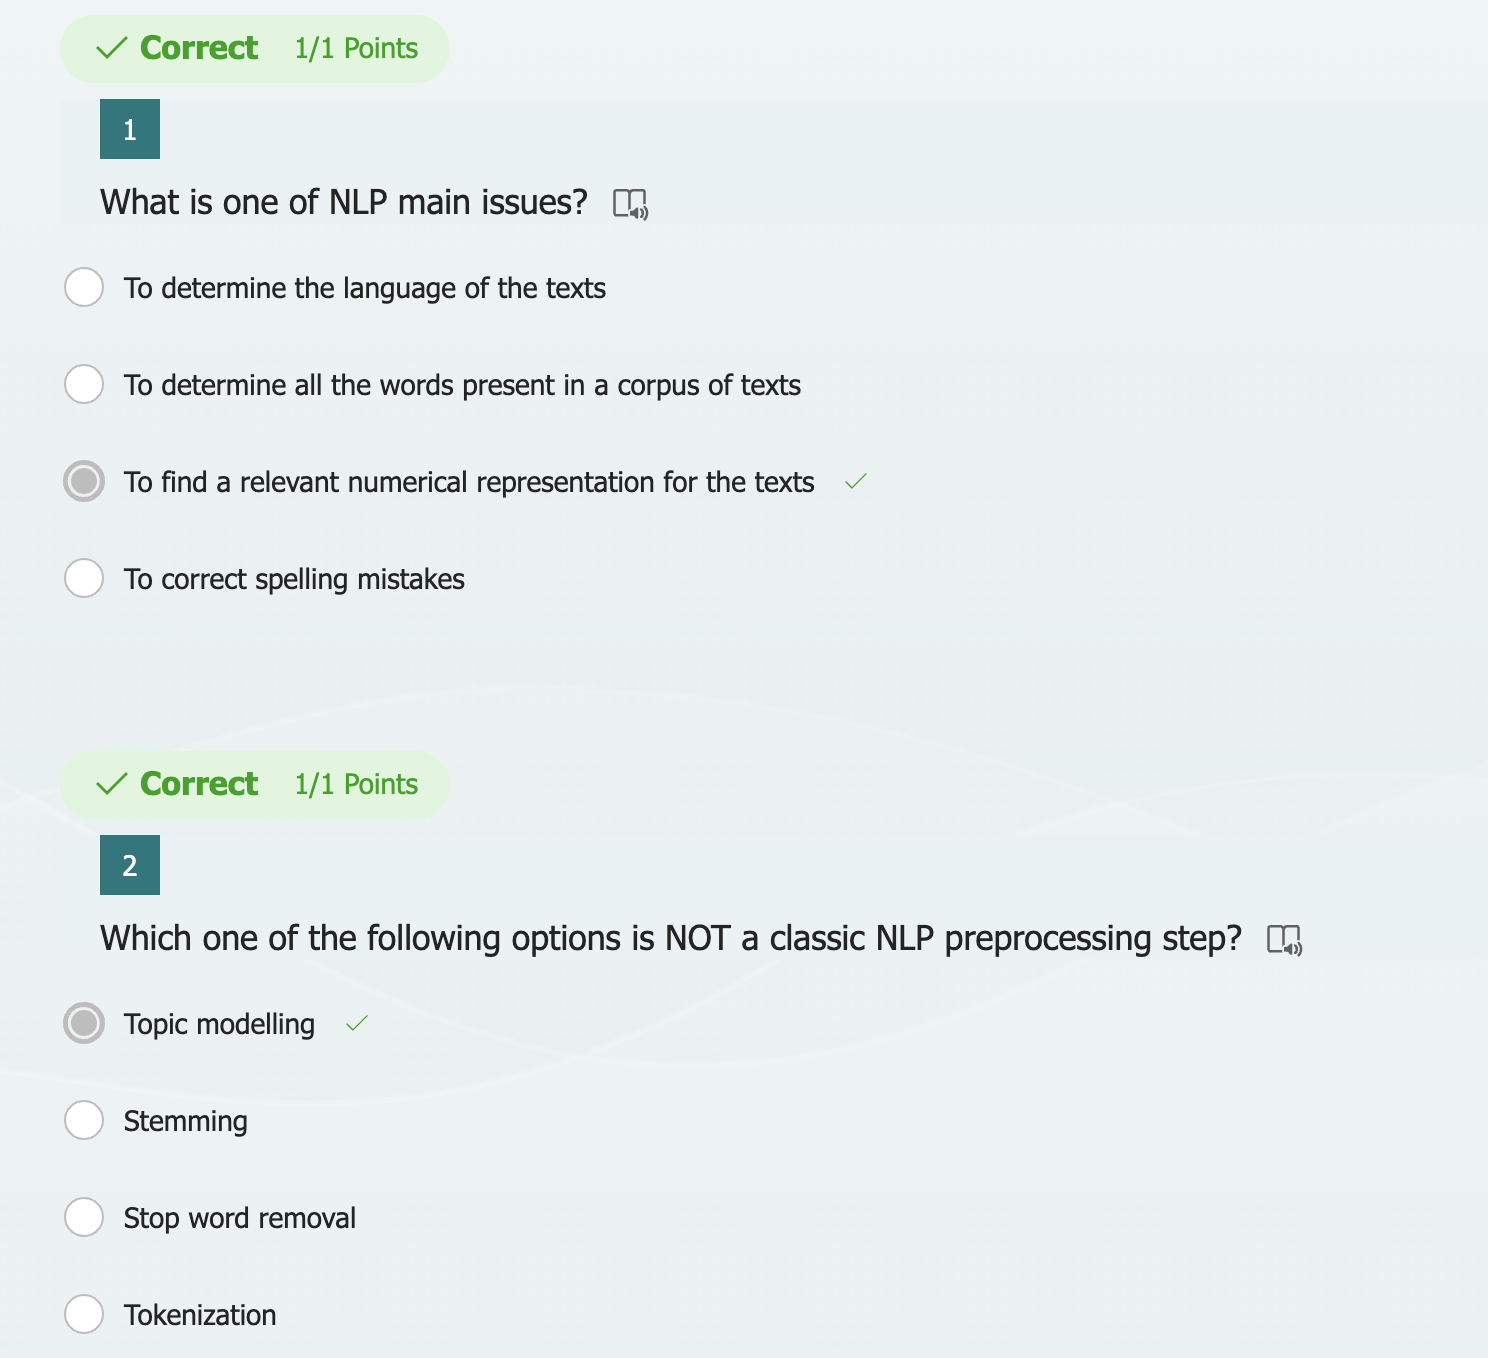 Correct 1/1 Points
1
What is one of NLP main issues?
To determine the language of the texts
To determine all the words present in a corpus of texts
To find a relevant numerical representation for the texts
To correct spelling mistakes
Correct 1/1 Points
2
Which one of the following options is NOT a classic NLP preprocessing step?
Topic modelling
Stemming
Stop word removal
Tokenization